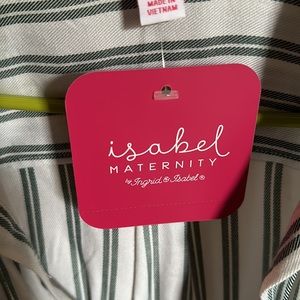 MADE IN
VIETNAM
isabel
MATERNITY
by Ingrid & Isabel®